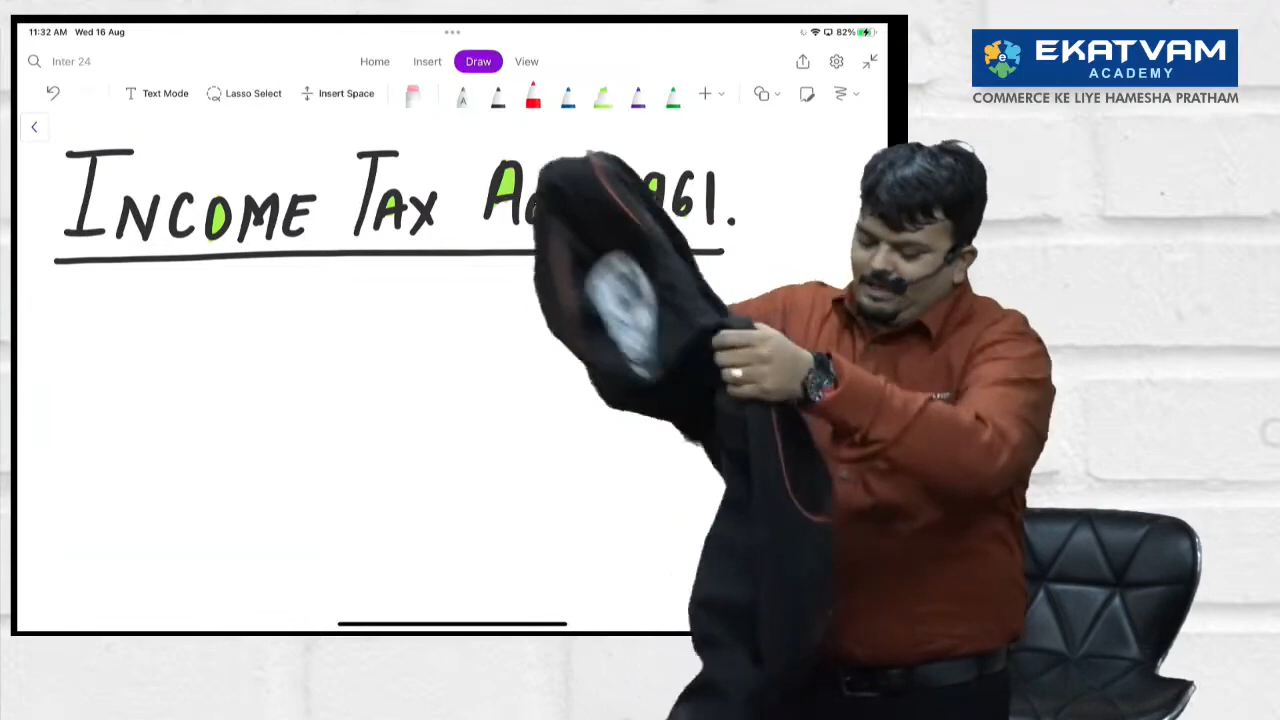 11:32 AM Wed 16 Aug
82%
Inter 24
Home Insert Draw View
Text Mode Lasso Select Insert Space
INCOME TAX 961.
EKATVAM
ACADEMY
COMMERCE KE LIYE HAMESHA PRATHAM